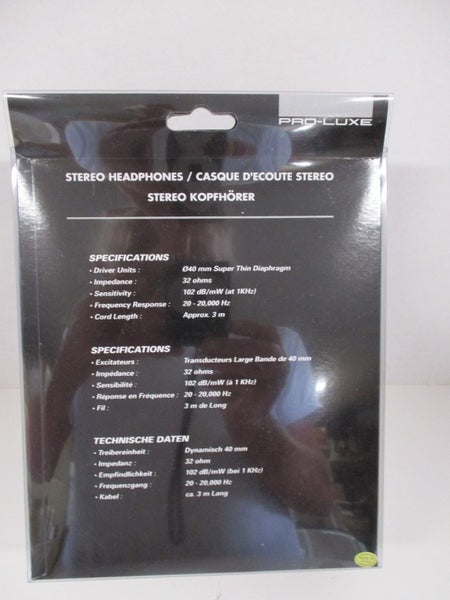 PRO-LUXE
STEREO HEADPHONES / CASQUE D'ECOUTE STEREO
STEREO KOPFHÖRER
SPECIFICATIONS
• Driver Units : Ø40 mm Super Thin Diaphragm
• Impedance : 32 ohms
• Sensitivity : 102 dB/mW (at 1KHz)
• Frequency Response : 20 - 20,000 Hz
• Cord Length : Approx. 3 m
SPECIFICATIONS
• Excitateurs : Transducteurs Large Bande de 40 mm
• Impédance : 32 ohms
• Sensibilité : 102 dB/mW (à 1 KHz)
• Réponse en Fréquence : 20 - 20,000 Hz
• Fil : 3 m de Long
TECHNISCHE DATEN
• Treibereinheit : Dynamisch 40 mm
• Impedanz : 32 ohm
• Empfindlichkeit : 102 dB/mW (bei 1 KHz)
• Frequenzgang : 20 - 20,000 Hz
• Kabel : ca. 3 m Lang